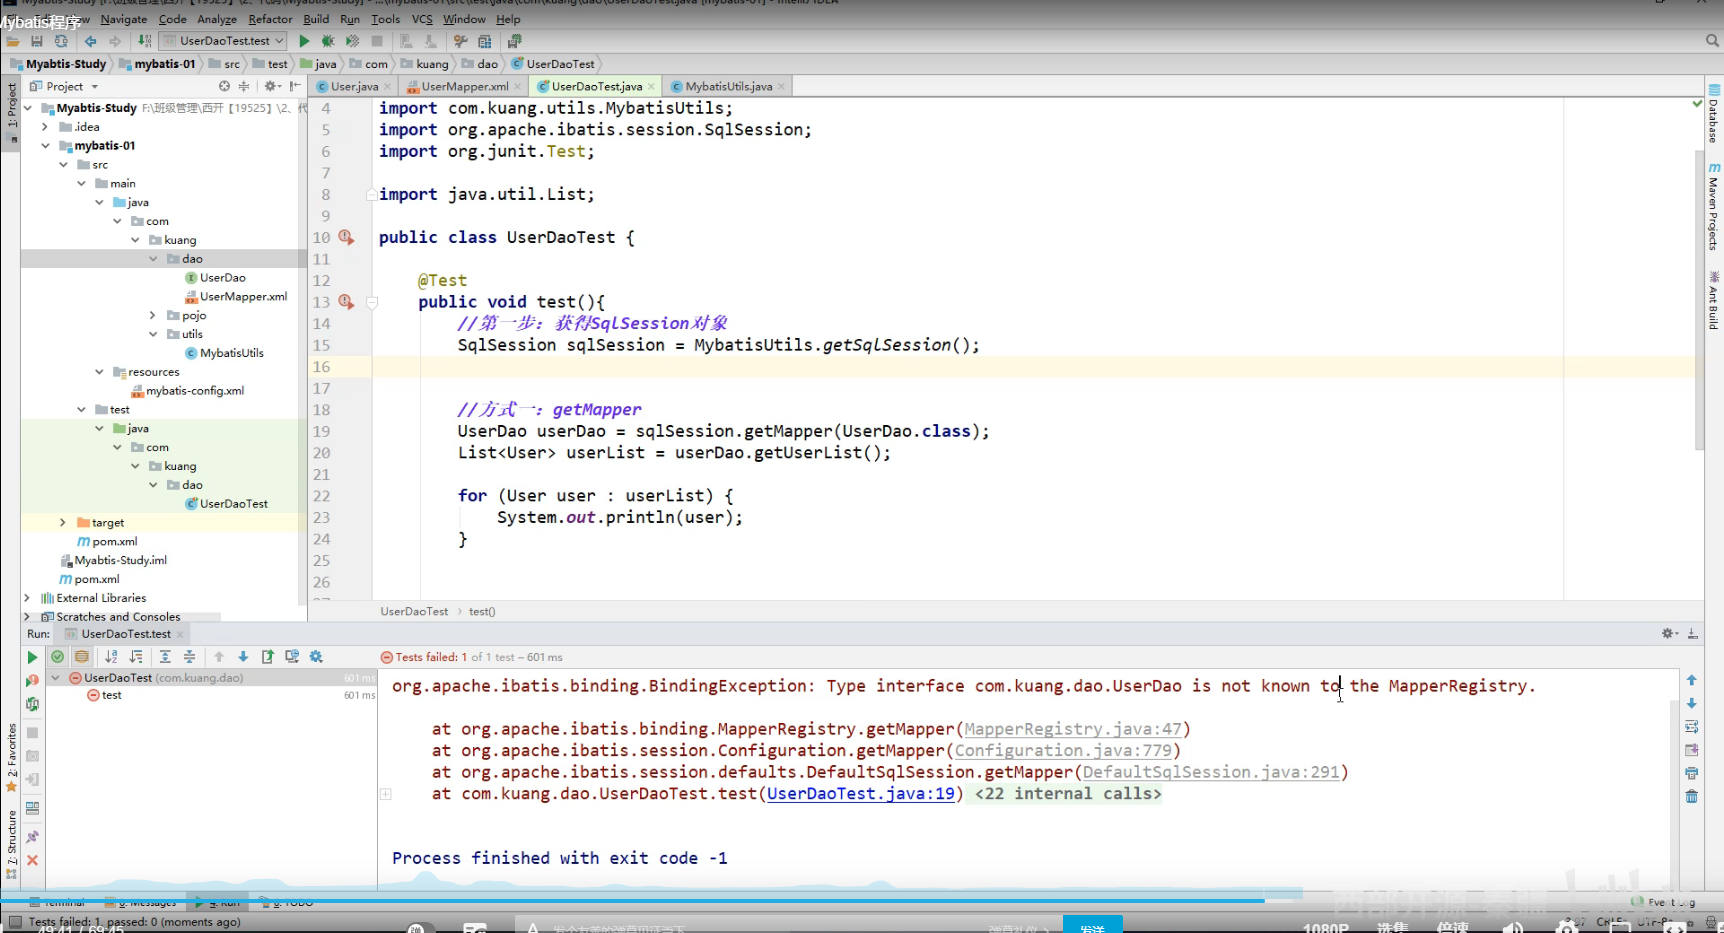 Mybatis程序
Navigate Code Analyze Refactor Build Run Tools VCS Window Help
UserDaoTest.test
Myabtis-Study mybatis-01 src test java com kuang dao UserDaoTest
Project
User.java UserMapper.xml UserDaoTest.java MybatisUtils.java
1: Project
Myabtis-Study F:\班级管理\西开【19525】\2、代
.idea
mybatis-01
src
main
java
com
kuang
dao
UserDao
UserMapper.xml
pojo
utils
MybatisUtils
resources
mybatis-config.xml
test
java
com
kuang
dao
UserDaoTest
target
pom.xml
Myabtis-Study.iml
pom.xml
External Libraries
Scratches and Consoles
4 import com.kuang.utils.MybatisUtils;
5 import org.apache.ibatis.session.SqlSession;
6 import org.junit.Test;
7
8 import java.util.List;
9
10 public class UserDaoTest {
11
12 @Test
13 public void test(){
14 //第一步：获得SqlSession对象
15 SqlSession sqlSession = MybatisUtils.getSqlSession();
16
17
18 //方式一：getMapper
19 UserDao userDao = sqlSession.getMapper(UserDao.class);
20 List<User> userList = userDao.getUserList();
21
22 for (User user : userList) {
23 System.out.println(user);
24 }
25
26
UserDaoTest › test()
Database
Maven Projects
Ant Build
Run: UserDaoTest.test
Tests failed: 1 of 1 test – 601 ms
UserDaoTest (com.kuang.dao) 601 ms
test 601 ms
org.apache.ibatis.binding.BindingException: Type interface com.kuang.dao.UserDao is not known to the MapperRegistry.
at org.apache.ibatis.binding.MapperRegistry.getMapper(MapperRegistry.java:47)
at org.apache.ibatis.session.Configuration.getMapper(Configuration.java:779)
at org.apache.ibatis.session.defaults.DefaultSqlSession.getMapper(DefaultSqlSession.java:291)
at com.kuang.dao.UserDaoTest.test(UserDaoTest.java:19) <22 internal calls>
Process finished with exit code -1
2: Favorites
7: Structure
Terminal 0: Messages 4: Run 6: TODO
Tests failed: 1, passed: 0 (moments ago)
49:41 / 69:45
发送
1080P 选集 倍速